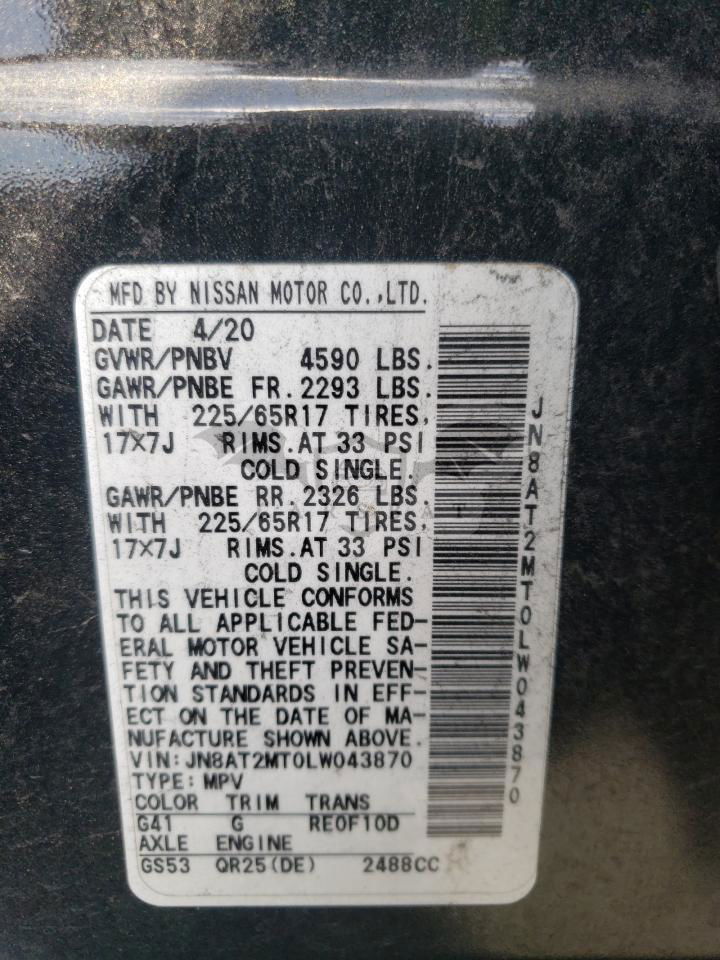 MFD BY NISSAN MOTOR CO.,LTD.
DATE 4/20
GVWR/PNBV 4590 LBS.
GAWR/PNBE FR.2293 LBS.
WITH 225/65R17 TIRES,
17×7J RIMS.AT 33 PSI
COLD SINGLE.
GAWR/PNBE RR.2326 LBS.
WITH 225/65R17 TIRES,
17×7J RIMS.AT 33 PSI
COLD SINGLE.
THIS VEHICLE CONFORMS
TO ALL APPLICABLE FED-
ERAL MOTOR VEHICLE SA-
FETY AND THEFT PREVEN-
TION STANDARDS IN EFF-
ECT ON THE DATE OF MA-
NUFACTURE SHOWN ABOVE.
VIN: JN8AT2MT0LW043870
TYPE: MPV
COLOR TRIM TRANS
G41 G RE0F10D
AXLE ENGINE
GS53 QR25(DE) 2488CC
JN8AT2MT0LW043870